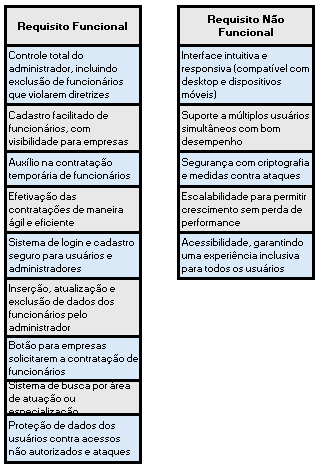 Requisito Funcional
Controle total do
administrador, incluindo
exclusão de funcionários
que violarem diretrizes
Cadastro facilitado de
funcionários, com
visibilidade para empresas
Auxílio na contratação
temporária de funcionários
Efetivação das
contratações de maneira
ágil e eficiente
Sistema de login e cadastro
seguro para usuários e
administradores
Inserção, atualização e
exclusão de dados dos
funcionários pelo
administrador
Botão para empresas
solicitarem a contratação de
funcionários
Sistema de busca por área
de atuação ou
especialização
Proteção de dados dos
usuários contra acessos
não autorizados e ataques
Requisito Não
Funcional
Interface intuitiva e
responsiva (compatível com
desktop e dispositivos
móveis)
Suporte a múltiplos usuários
simultâneos com bom
desempenho
Segurança com criptografia
e medidas contra ataques
Escalabilidade para permitir
crescimento sem perda de
performance
Acessibilidade, garantindo
uma experiência inclusiva
para todos os usuários